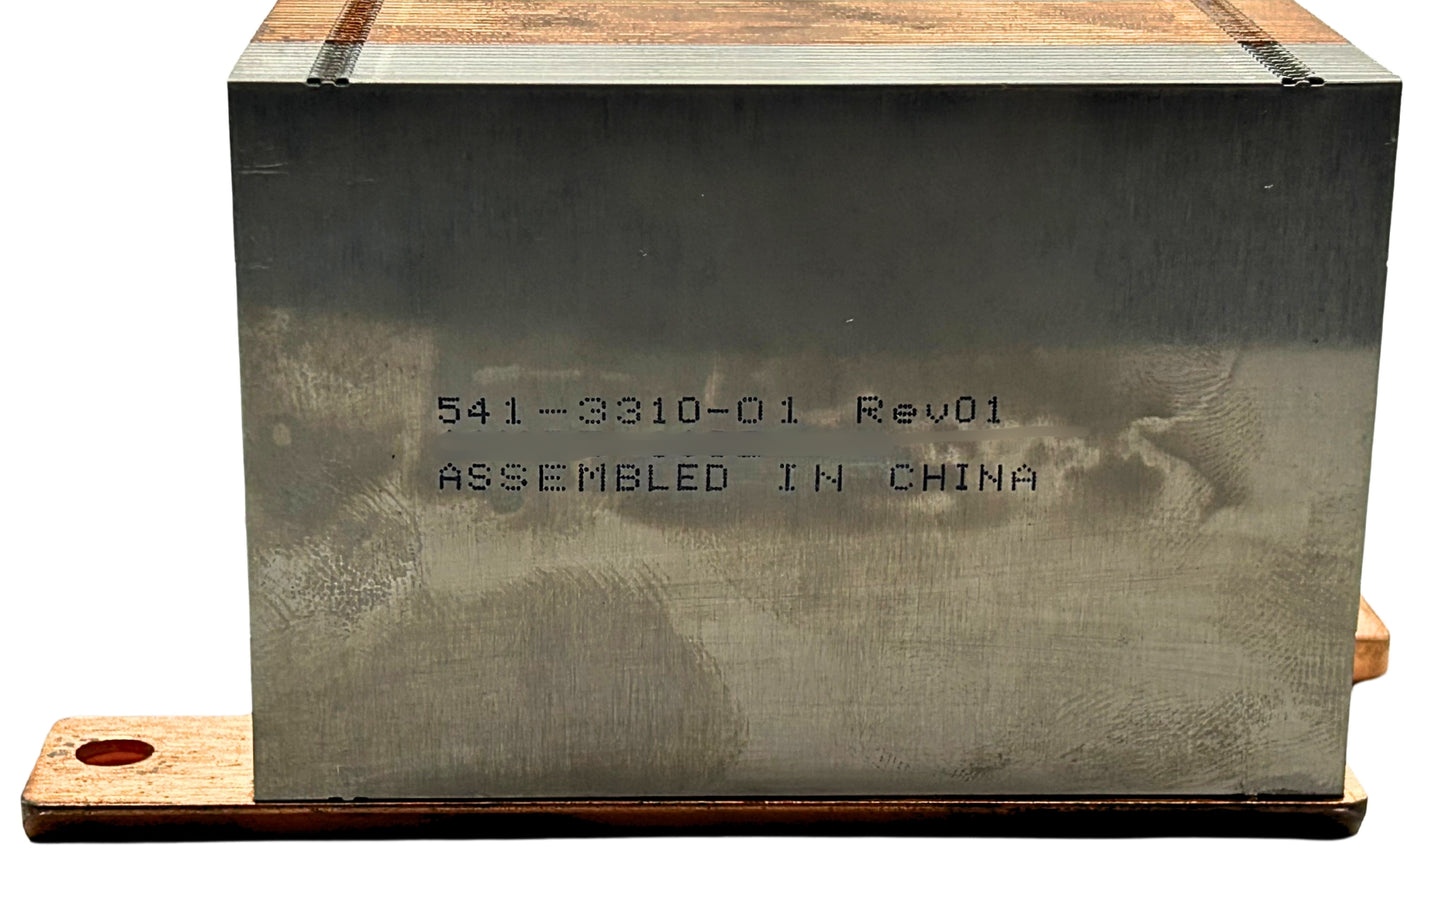 541-3310-01 Rev01
ASSEMBLED IN CHINA